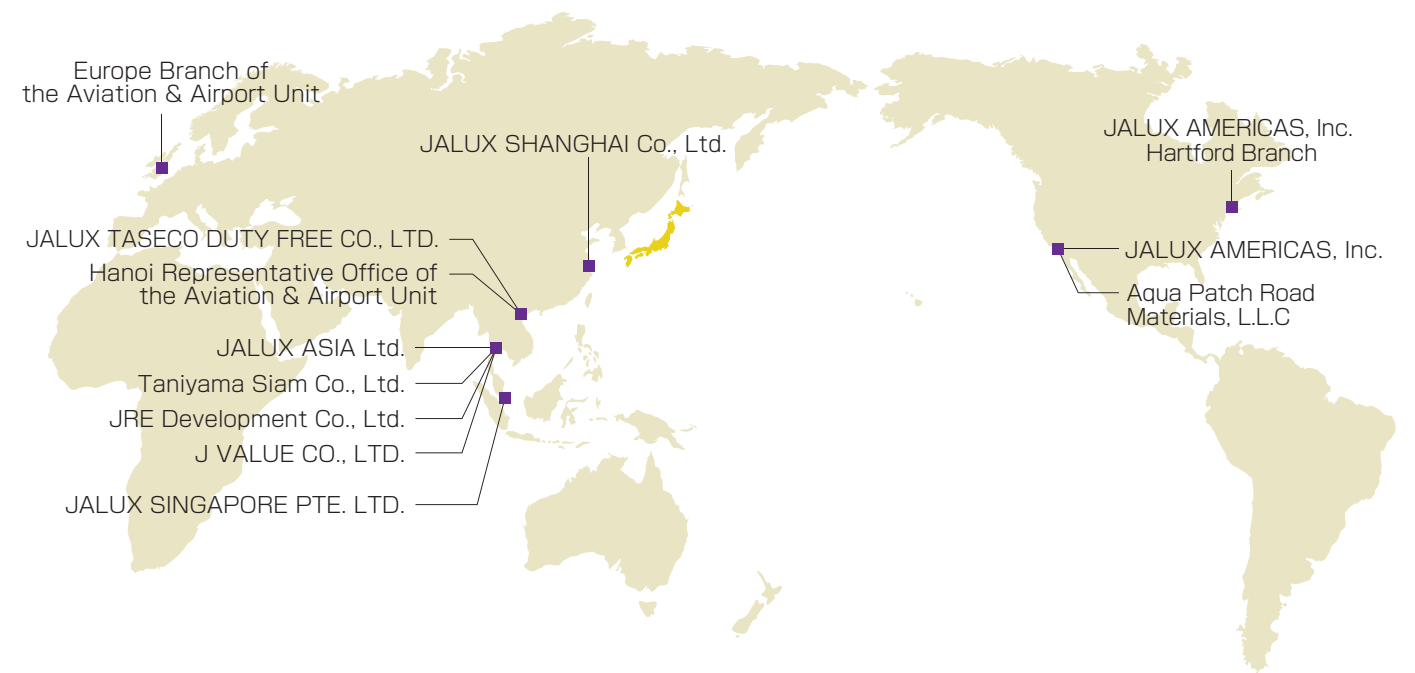 Europe Branch of
the Aviation & Airport Unit
JALUX SHANGHAI Co., Ltd.
JALUX TASECO DUTY FREE CO., LTD.
Hanoi Representative Office of
the Aviation & Airport Unit
JALUX ASIA Ltd.
Taniyama Siam Co., Ltd.
JRE Development Co., Ltd.
J VALUE CO., LTD.
JALUX SINGAPORE PTE. LTD.
JALUX AMERICAS, Inc.
Hartford Branch
JALUX AMERICAS, Inc.
Aqua Patch Road
Materials, L.L.C